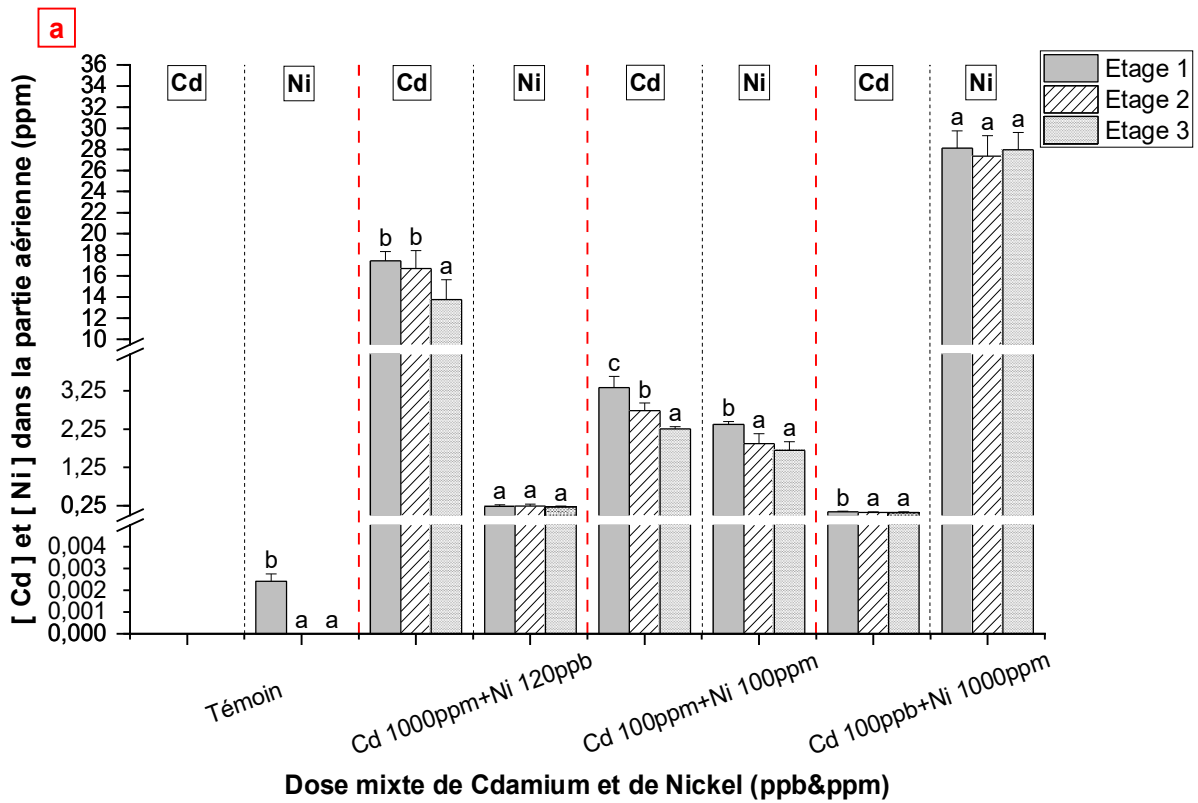 a
Cd
Ni
Cd
Ni
Cd
Ni
Cd
Ni
Etage 1
Etage 2
Etage 3
[ Cd ] et [ Ni ] dans la partie aérienne (ppm)
36
34
32
30
28
26
24
22
20
18
16
14
12
10
3,25
2,25
1,25
0,25
0,004
0,003
0,002
0,001
0,000
b
a a
b b
a
a a a
c
b
a
b
a
a
b a a
a a a
Témoin
Cd 1000ppm+Ni 120ppb
Cd 100ppm+Ni 100ppm
Cd 100ppb+Ni 1000ppm
Dose mixte de Cdamium et de Nickel (ppb&ppm)